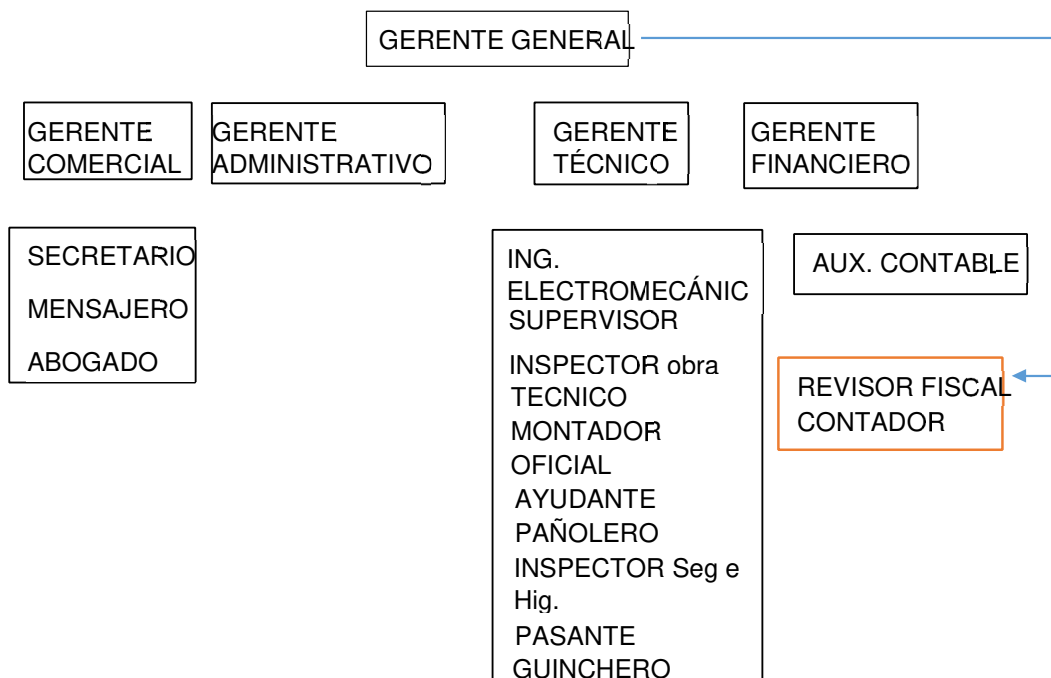 GERENTE GENERAL
GERENTE
COMERCIAL
GERENTE
ADMINISTRATIVO
GERENTE
TÉCNICO
GERENTE
FINANCIERO
SECRETARIO
MENSAJERO
ABOGADO
ING.
ELECTROMECÁNIC
SUPERVISOR
INSPECTOR obra
TECNICO
MONTADOR
OFICIAL
AYUDANTE
PAÑOLERO
INSPECTOR Seg e
Hig.
PASANTE
GUINCHERO
AUX. CONTABLE
REVISOR FISCAL
CONTADOR